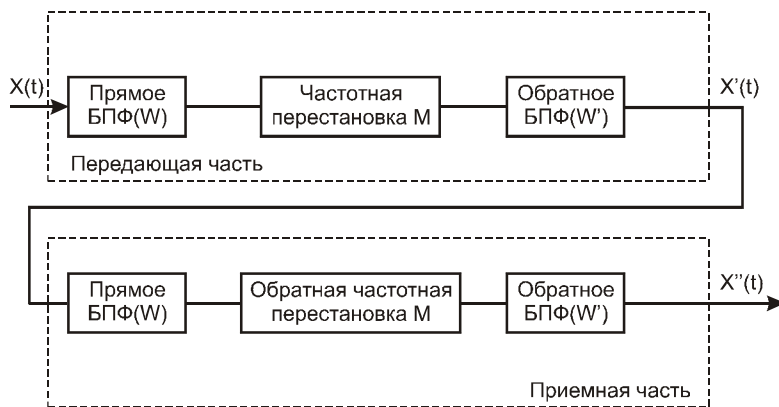 X(t)
Прямое
БПФ(W)
Частотная
перестановка М
Обратное
БПФ(W')
X'(t)
Передающая часть
Прямое
БПФ(W)
Обратная частотная
перестановка М
Обратное
БПФ(W')
X''(t)
Приемная часть